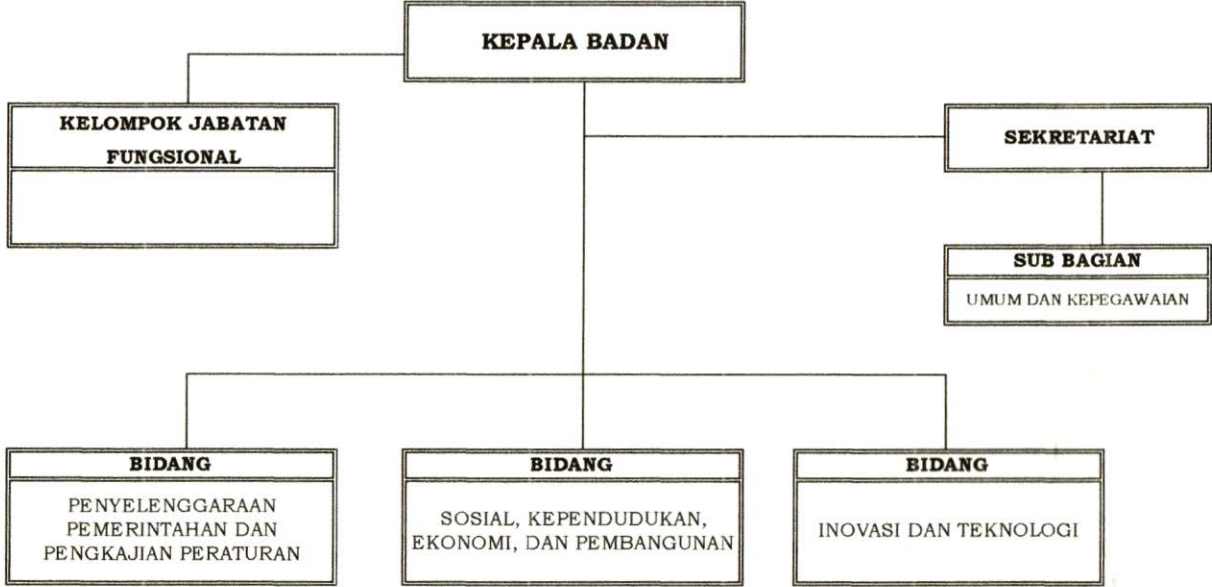 KEPALA BADAN
KELOMPOK JABATAN
FUNGSIONAL
SEKRETARIAT
SUB BAGIAN
UMUM DAN KEPEGAWAIAN
BIDANG
PENYELENGGARAAN
PEMERINTAHAN DAN
PENGKAJIAN PERATURAN
BIDANG
SOSIAL, KEPENDUDUKAN,
EKONOMI, DAN PEMBANGUNAN
BIDANG
INOVASI DAN TEKNOLOGI